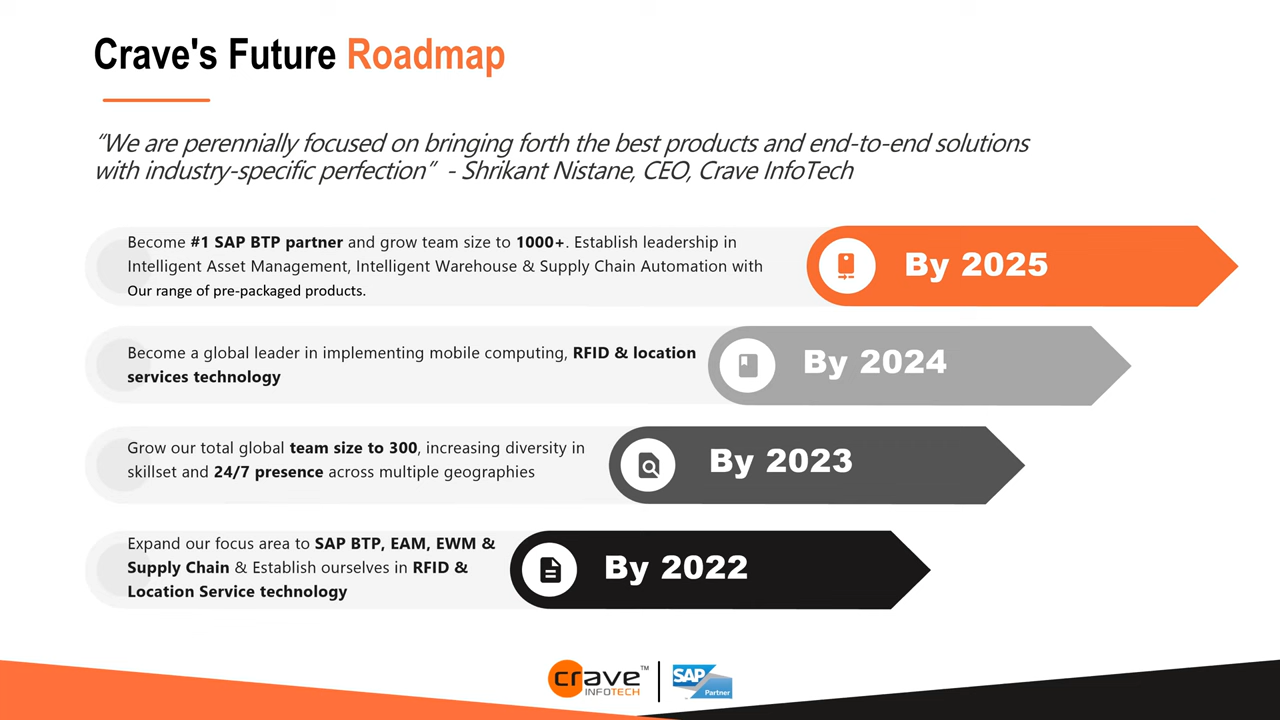 Crave's Future Roadmap
“We are perennially focused on bringing forth the best products and end-to-end solutions
with industry-specific perfection” - Shrikant Nistane, CEO, Crave InfoTech
Become #1 SAP BTP partner and grow team size to 1000+. Establish leadership in
Intelligent Asset Management, Intelligent Warehouse & Supply Chain Automation with
Our range of pre-packaged products.
By 2025
Become a global leader in implementing mobile computing, RFID & location
services technology
By 2024
Grow our total global team size to 300, increasing diversity in
skillset and 24/7 presence across multiple geographies
By 2023
Expand our focus area to SAP BTP, EAM, EWM &
Supply Chain & Establish ourselves in RFID &
Location Service technology
By 2022
crave™
INFOTECH
SAP
Partner